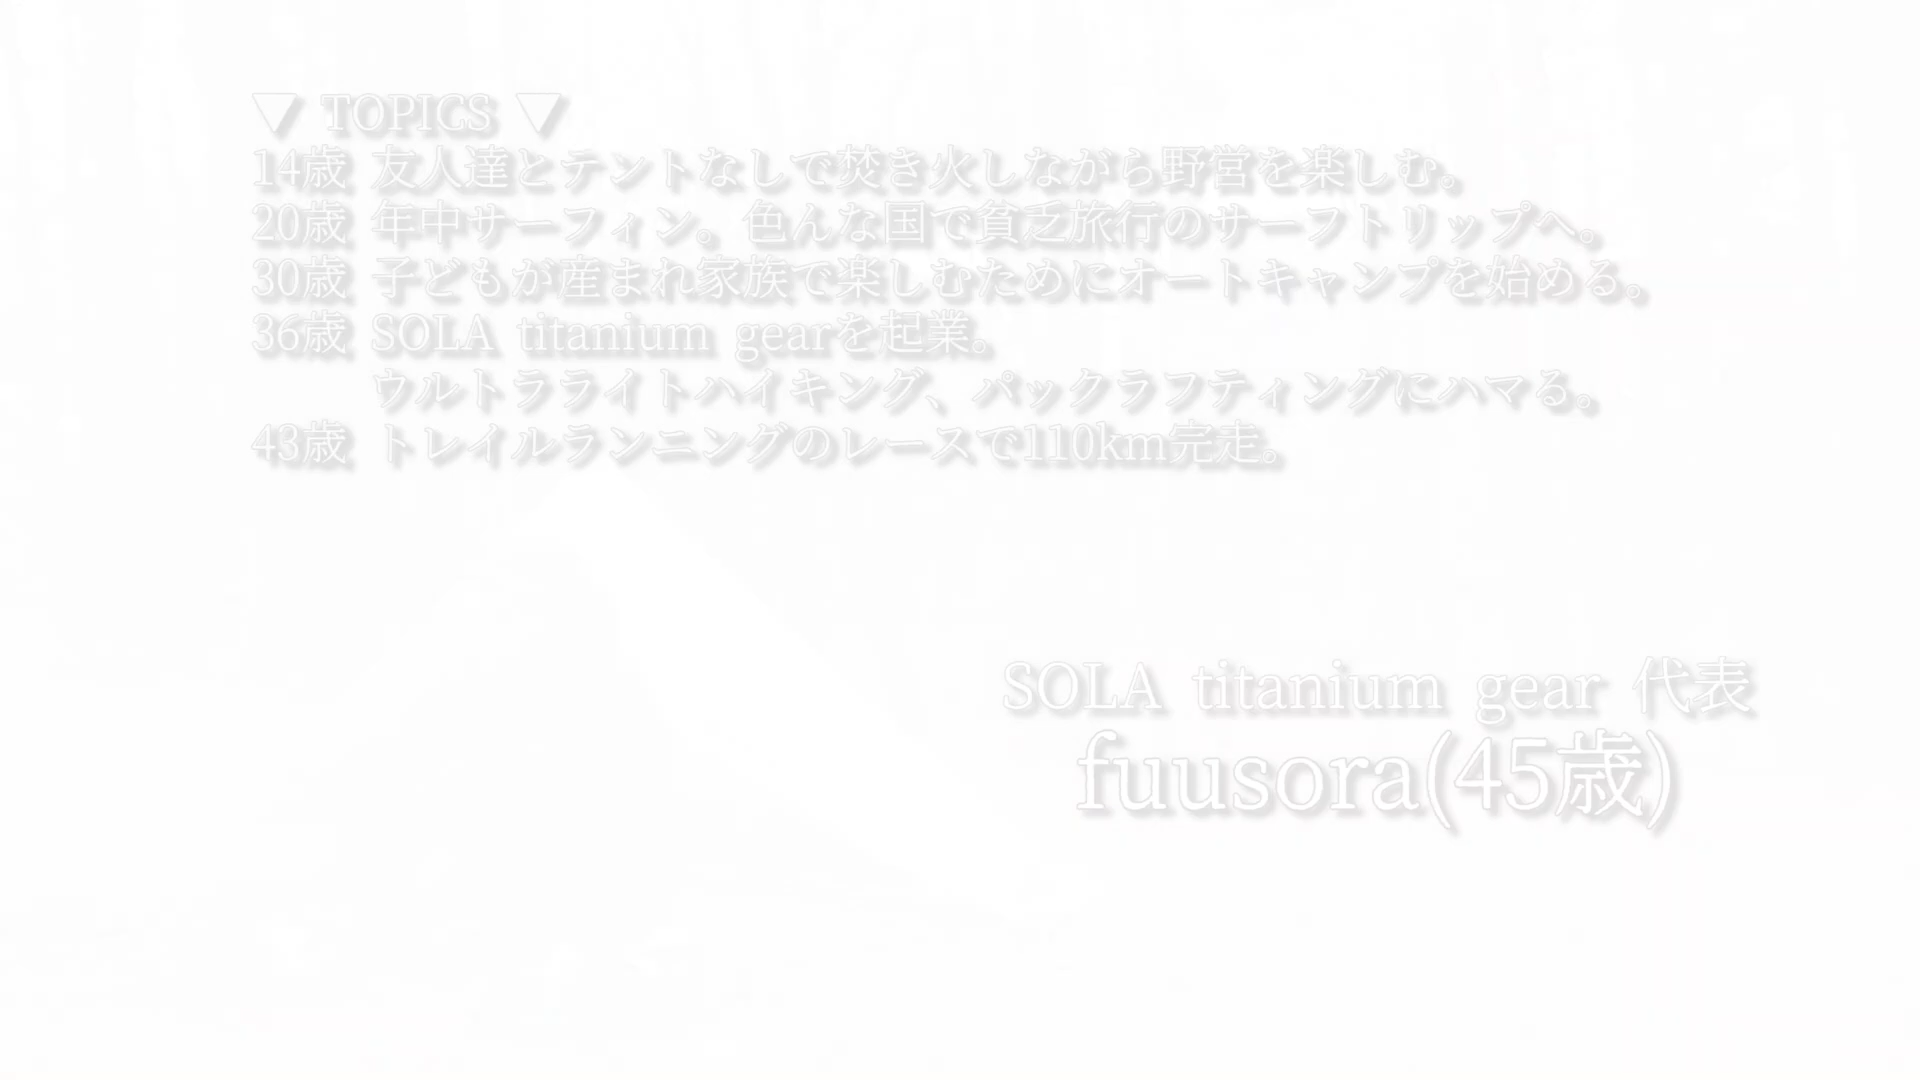 ▽ TOPICS ▽
14歳 友人達とテントなしで焚き火しながら野営を楽しむ。
20歳 年中サーフィン。色んな国で貧乏旅行のサーフトリップへ。
30歳 子どもが産まれ家族で楽しむためにオートキャンプを始める。
36歳 SOLA titanium gearを起業。
ウルトラライトハイキング、パックラフティングにハマる。
43歳 トレイルランニングのレースで110km完走。
SOLA titanium gear 代表
fuusora(45歳)